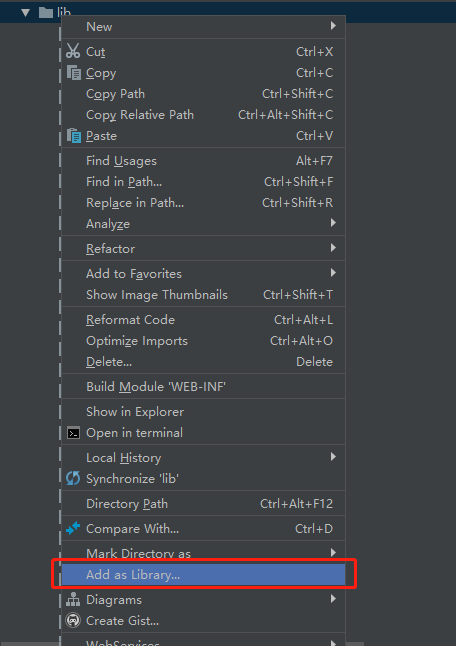 lib
New
Cut Ctrl+X
Copy Ctrl+C
Copy Path Ctrl+Shift+C
Copy Relative Path Ctrl+Alt+Shift+C
Paste Ctrl+V
Find Usages Alt+F7
Find in Path... Ctrl+Shift+F
Replace in Path... Ctrl+Shift+R
Analyze
Refactor
Add to Favorites
Show Image Thumbnails Ctrl+Shift+T
Reformat Code Ctrl+Alt+L
Optimize Imports Ctrl+Alt+O
Delete... Delete
Build Module 'WEB-INF'
Show in Explorer
Open in terminal
Local History
Synchronize 'lib'
Directory Path Ctrl+Alt+F12
Compare With... Ctrl+D
Mark Directory as
Add as Library...
Diagrams
Create Gist...
WebServices